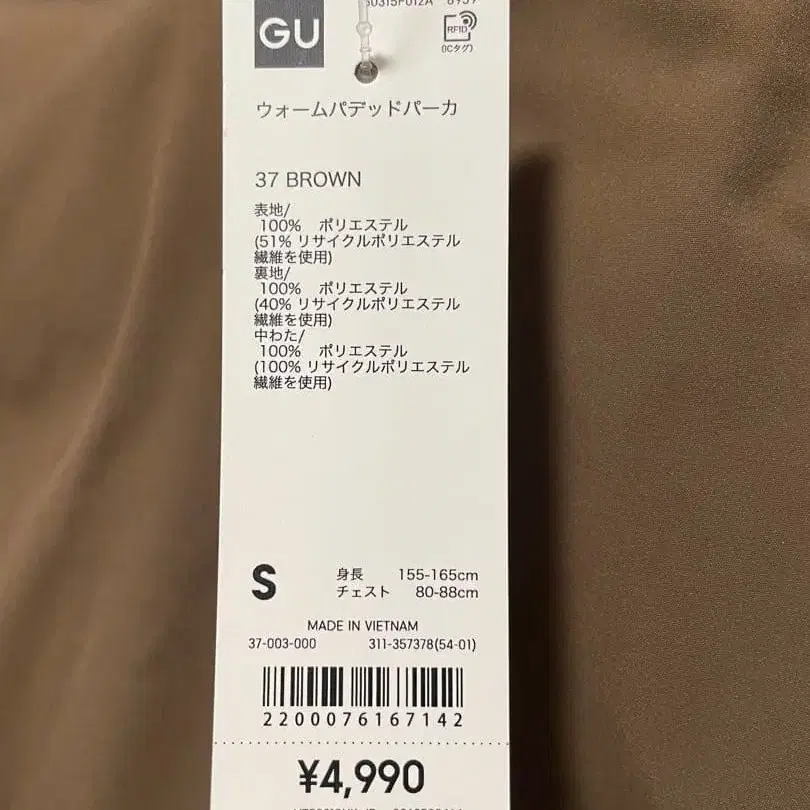 GU
RFID
(ICタグ)
ウォームパデッドパーカ
37 BROWN
表地/
100% ポリエステル
(51% リサイクルポリエステル
繊維を使用)
裏地/
100% ポリエステル
(40% リサイクルポリエステル
繊維を使用)
中わた/
100% ポリエステル
(100% リサイクルポリエステル
繊維を使用)
S 身長 155-165cm
チェスト 80-88cm
MADE IN VIETNAM
37-003-000 311-357378(54-01)
2200076167142
¥4,990